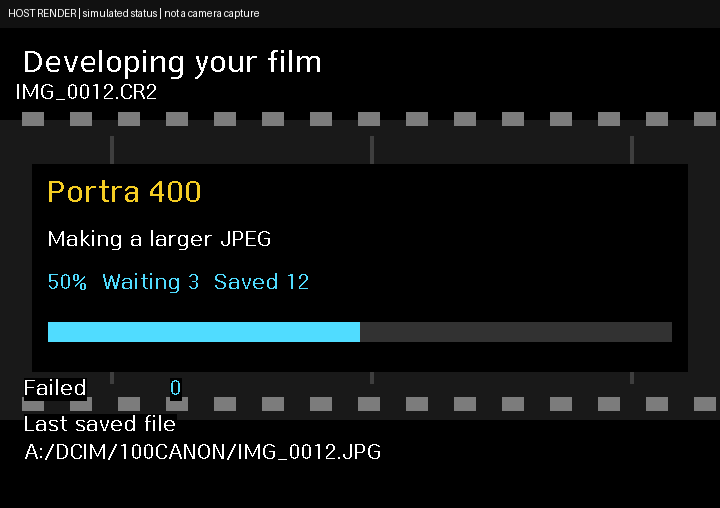 HOST RENDER | simulated status | not a camera capture
Developing your film
IMG_0012.CR2
Portra 400
Making a larger JPEG
50% Waiting 3 Saved 12
Failed 0
Last saved file
A:/DCIM/100CANON/IMG_0012.JPG